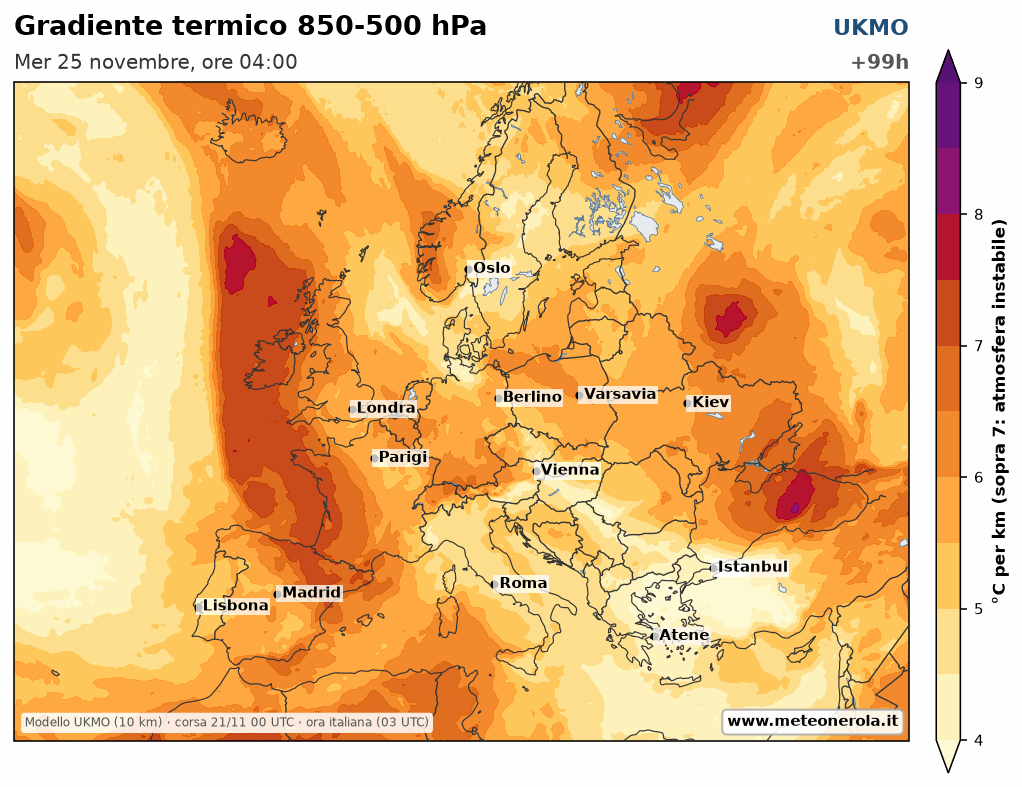 Gradiente termico 850-500 hPa
UKMO
Mer 25 novembre, ore 04:00
+99h
9
8
7
6
5
4
°C per km (sopra 7: atmosfera instabile)
Oslo
Berlino
Varsavia
Kiev
Londra
Parigi
Vienna
Istanbul
Roma
Madrid
Lisbona
Atene
Modello UKMO (10 km) · corsa 21/11 00 UTC · ora italiana (03 UTC)
www.meteonerola.it